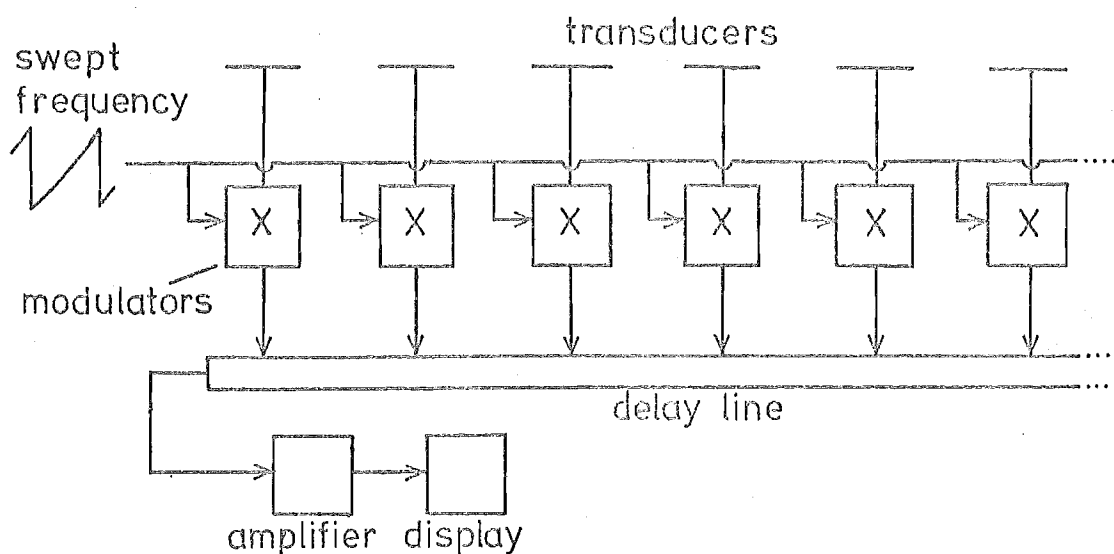 transducers
swept
frequency
X X X X X X
modulators
delay line
amplifier display